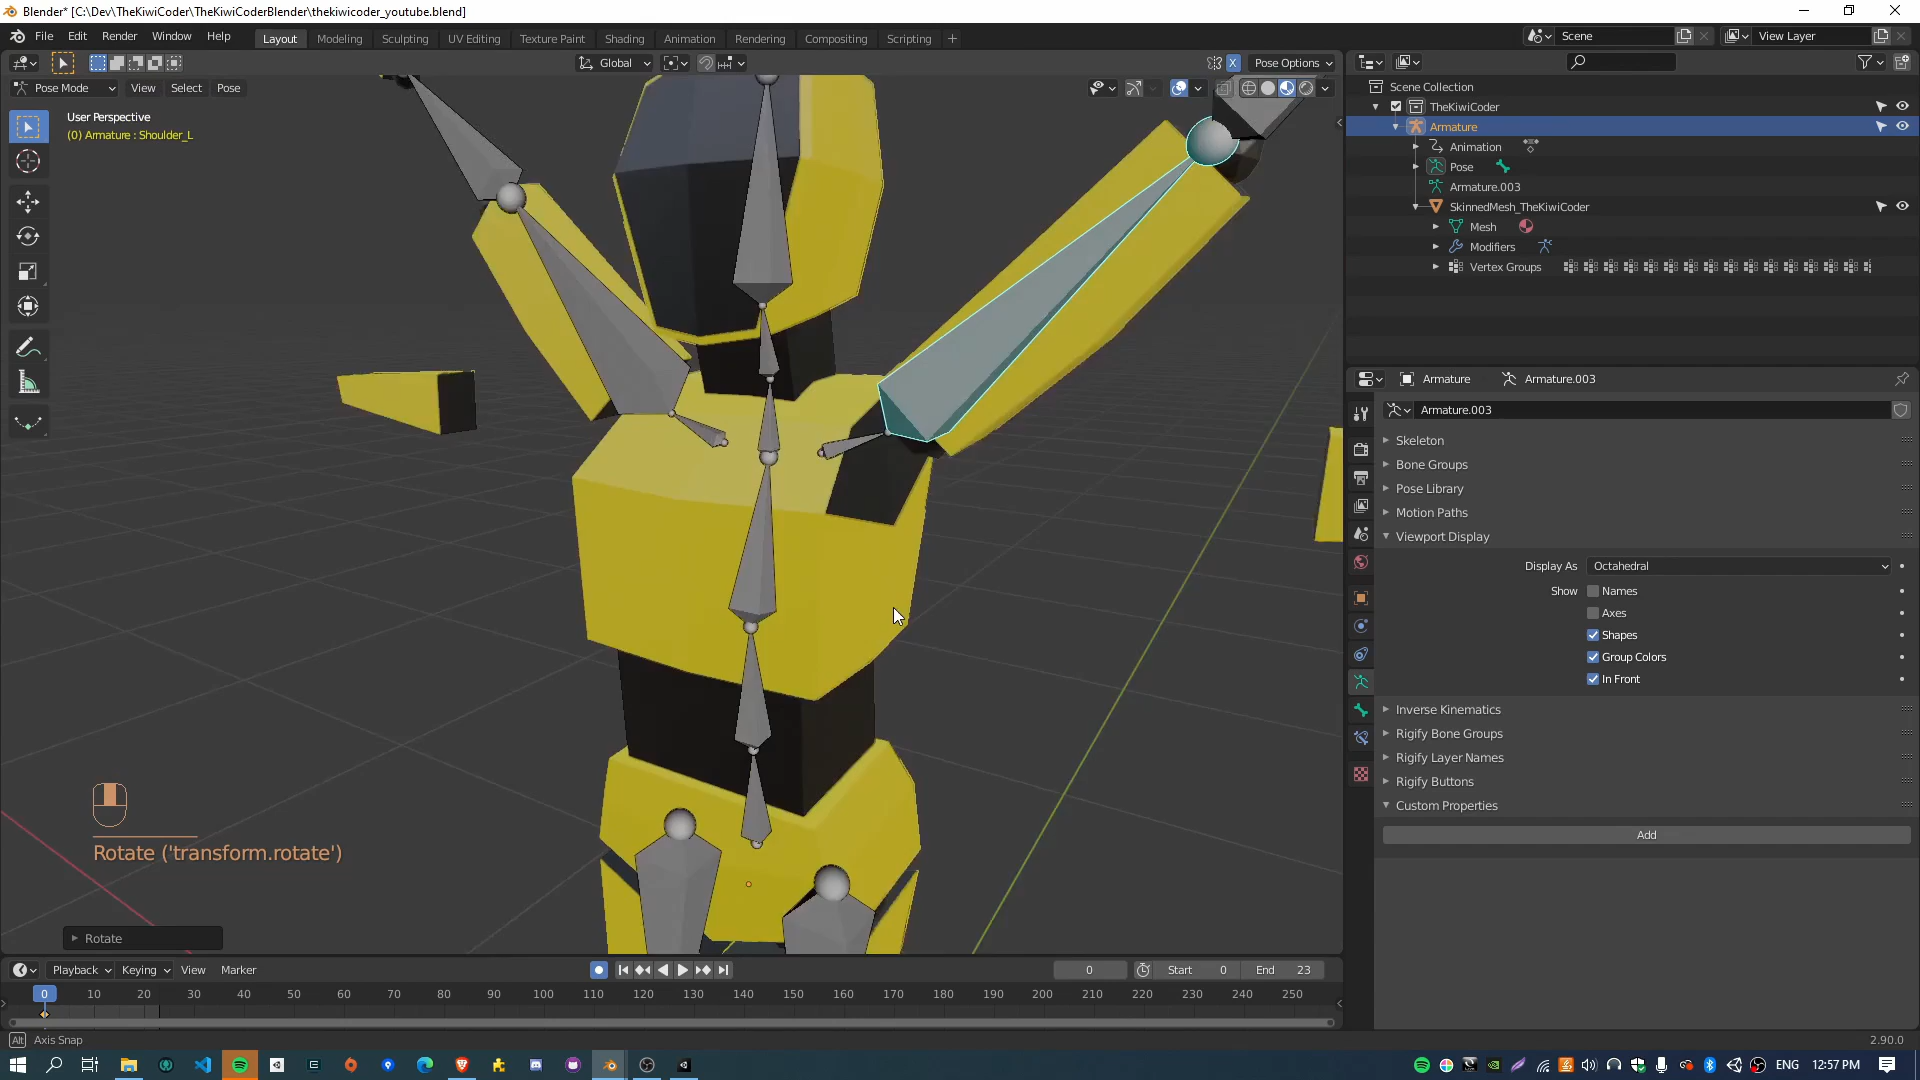 Blender* [C:\Dev\TheKiwiCoder\TheKiwiCoderBlender\thekiwicoder_youtube.blend]
File Edit Render Window Help Layout Modeling Sculpting UV Editing Texture Paint Shading Animation Rendering Compositing Scripting + Scene View Layer
Global Pose Options
Pose Mode View Select Pose
User Perspective
(0) Armature : Shoulder_L
Scene Collection
TheKiwiCoder
Armature
Animation
Pose
Armature.003
SkinnedMesh_TheKiwiCoder
Mesh
Modifiers
Vertex Groups
Armature Armature.003
Armature.003
Skeleton
Bone Groups
Pose Library
Motion Paths
Viewport Display
Display As Octahedral
Show Names
Axes
Shapes
Group Colors
In Front
Inverse Kinematics
Rigify Bone Groups
Rigify Layer Names
Rigify Buttons
Custom Properties
Add
Rotate ('transform.rotate')
Rotate
Playback Keying View Marker 0 Start 0 End 23
0 10 20 30 40 50 60 70 80 90 100 110 120 130 140 150 160 170 180 190 200 210 220 230 240 250
Alt Axis Snap 2.90.0
ENG 12:57 PM